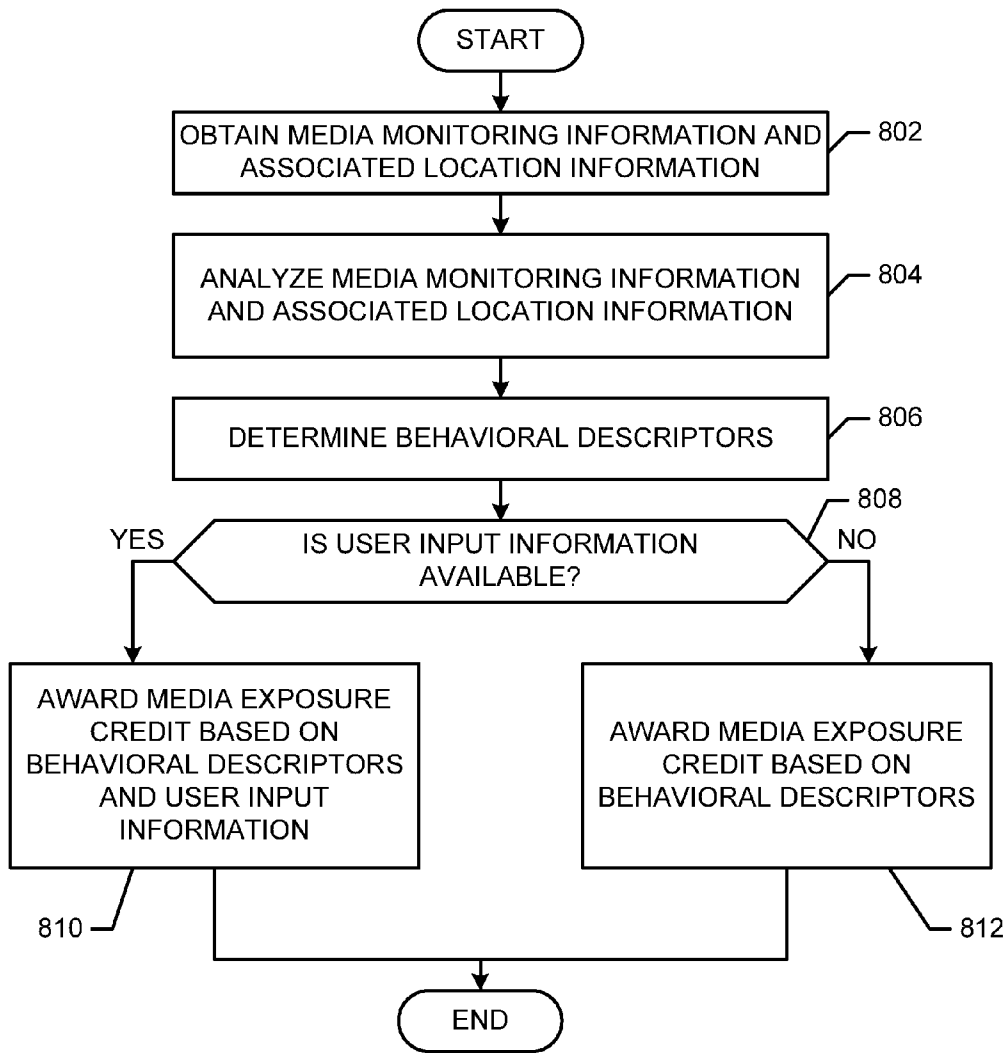 START
OBTAIN MEDIA MONITORING INFORMATION AND
ASSOCIATED LOCATION INFORMATION
802
ANALYZE MEDIA MONITORING INFORMATION
AND ASSOCIATED LOCATION INFORMATION
804
DETERMINE BEHAVIORAL DESCRIPTORS
806
808
YES
IS USER INPUT INFORMATION
AVAILABLE?
NO
AWARD MEDIA EXPOSURE
CREDIT BASED ON
BEHAVIORAL DESCRIPTORS
AND USER INPUT
INFORMATION
810
AWARD MEDIA EXPOSURE
CREDIT BASED ON
BEHAVIORAL DESCRIPTORS
812
END